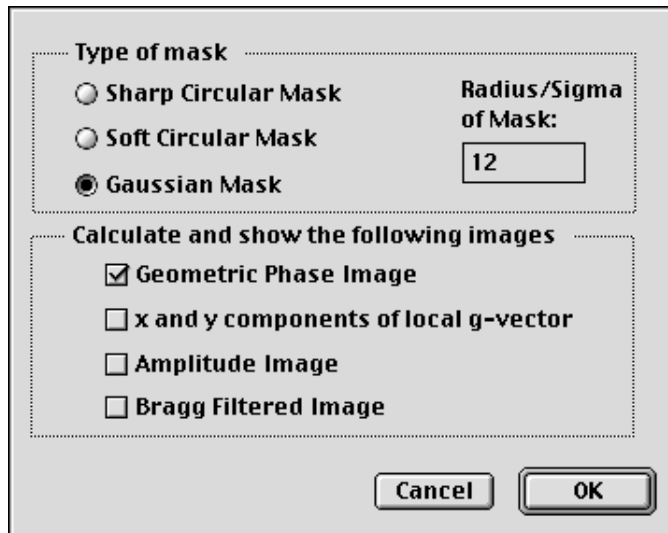 Type of mask
Sharp Circular Mask
Soft Circular Mask
Gaussian Mask
Radius/Sigma
of Mask:
12
Calculate and show the following images
Geometric Phase Image
x and y components of local g-vector
Amplitude Image
Bragg Filtered Image
Cancel
OK